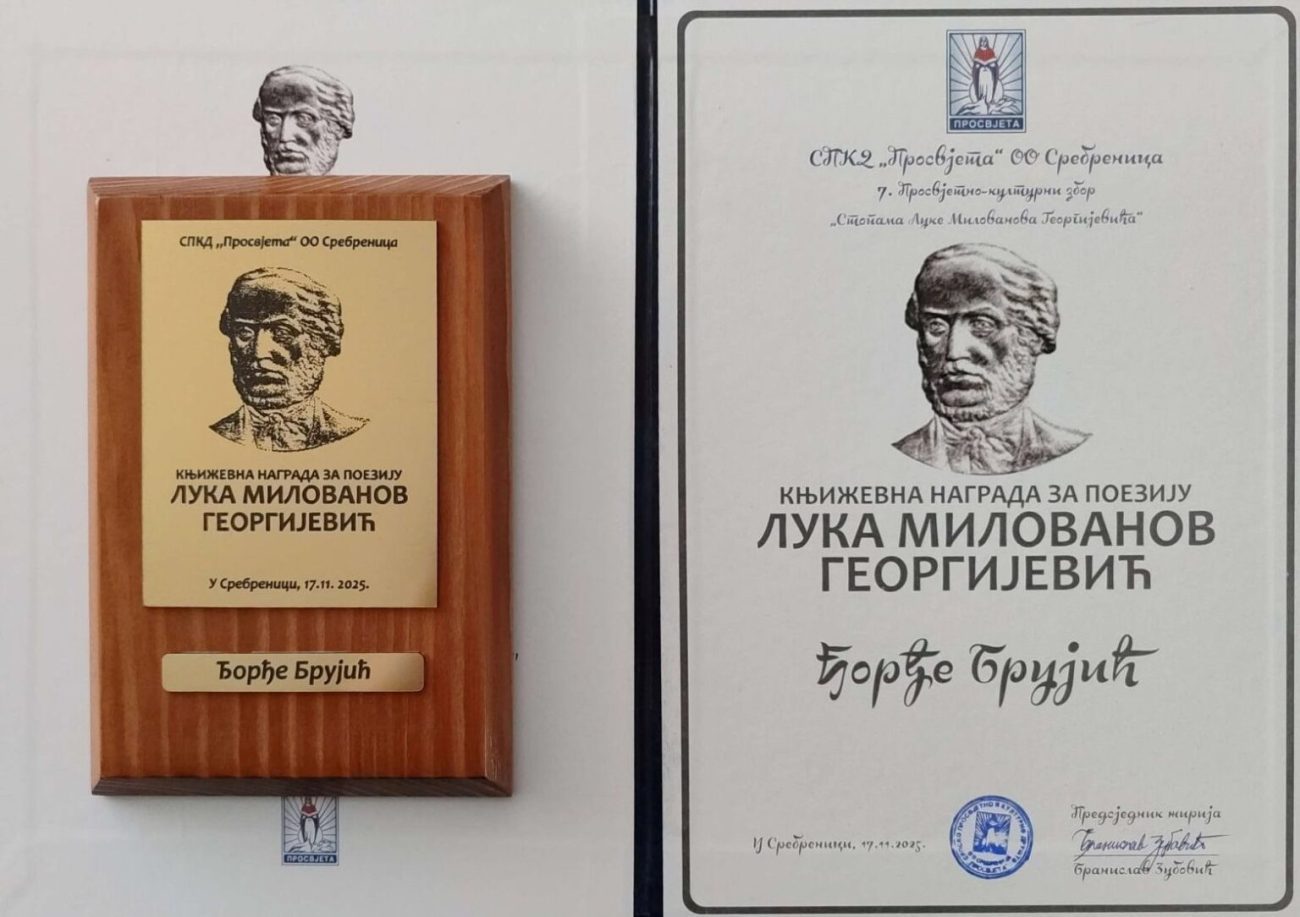 СПКД „Просвјета“ ОО Сребреница
КЊИЖЕВНА НАГРАДА ЗА ПОЕЗИЈУ
ЛУКА МИЛОВАНОВ
ГЕОРГИЈЕВИЋ
У Сребреници, 17.11. 2025.
Ђорђе Брујић
ПРОСВЈЕТА
ПРОСВЈЕТА
СПКД „Просвјета“ ОО Сребреница
7. Просвјетно-културни збор
„Стопама Луке Милованова Георгијевића“
КЊИЖЕВНА НАГРАДА ЗА ПОЕЗИЈУ
ЛУКА МИЛОВАНОВ
ГЕОРГИЈЕВИЋ
Ђорђе Брујић
У Сребреници, 17.11.2025.
Предсједник жирија
Бранислав Зубовић
Бранислав Зубовић